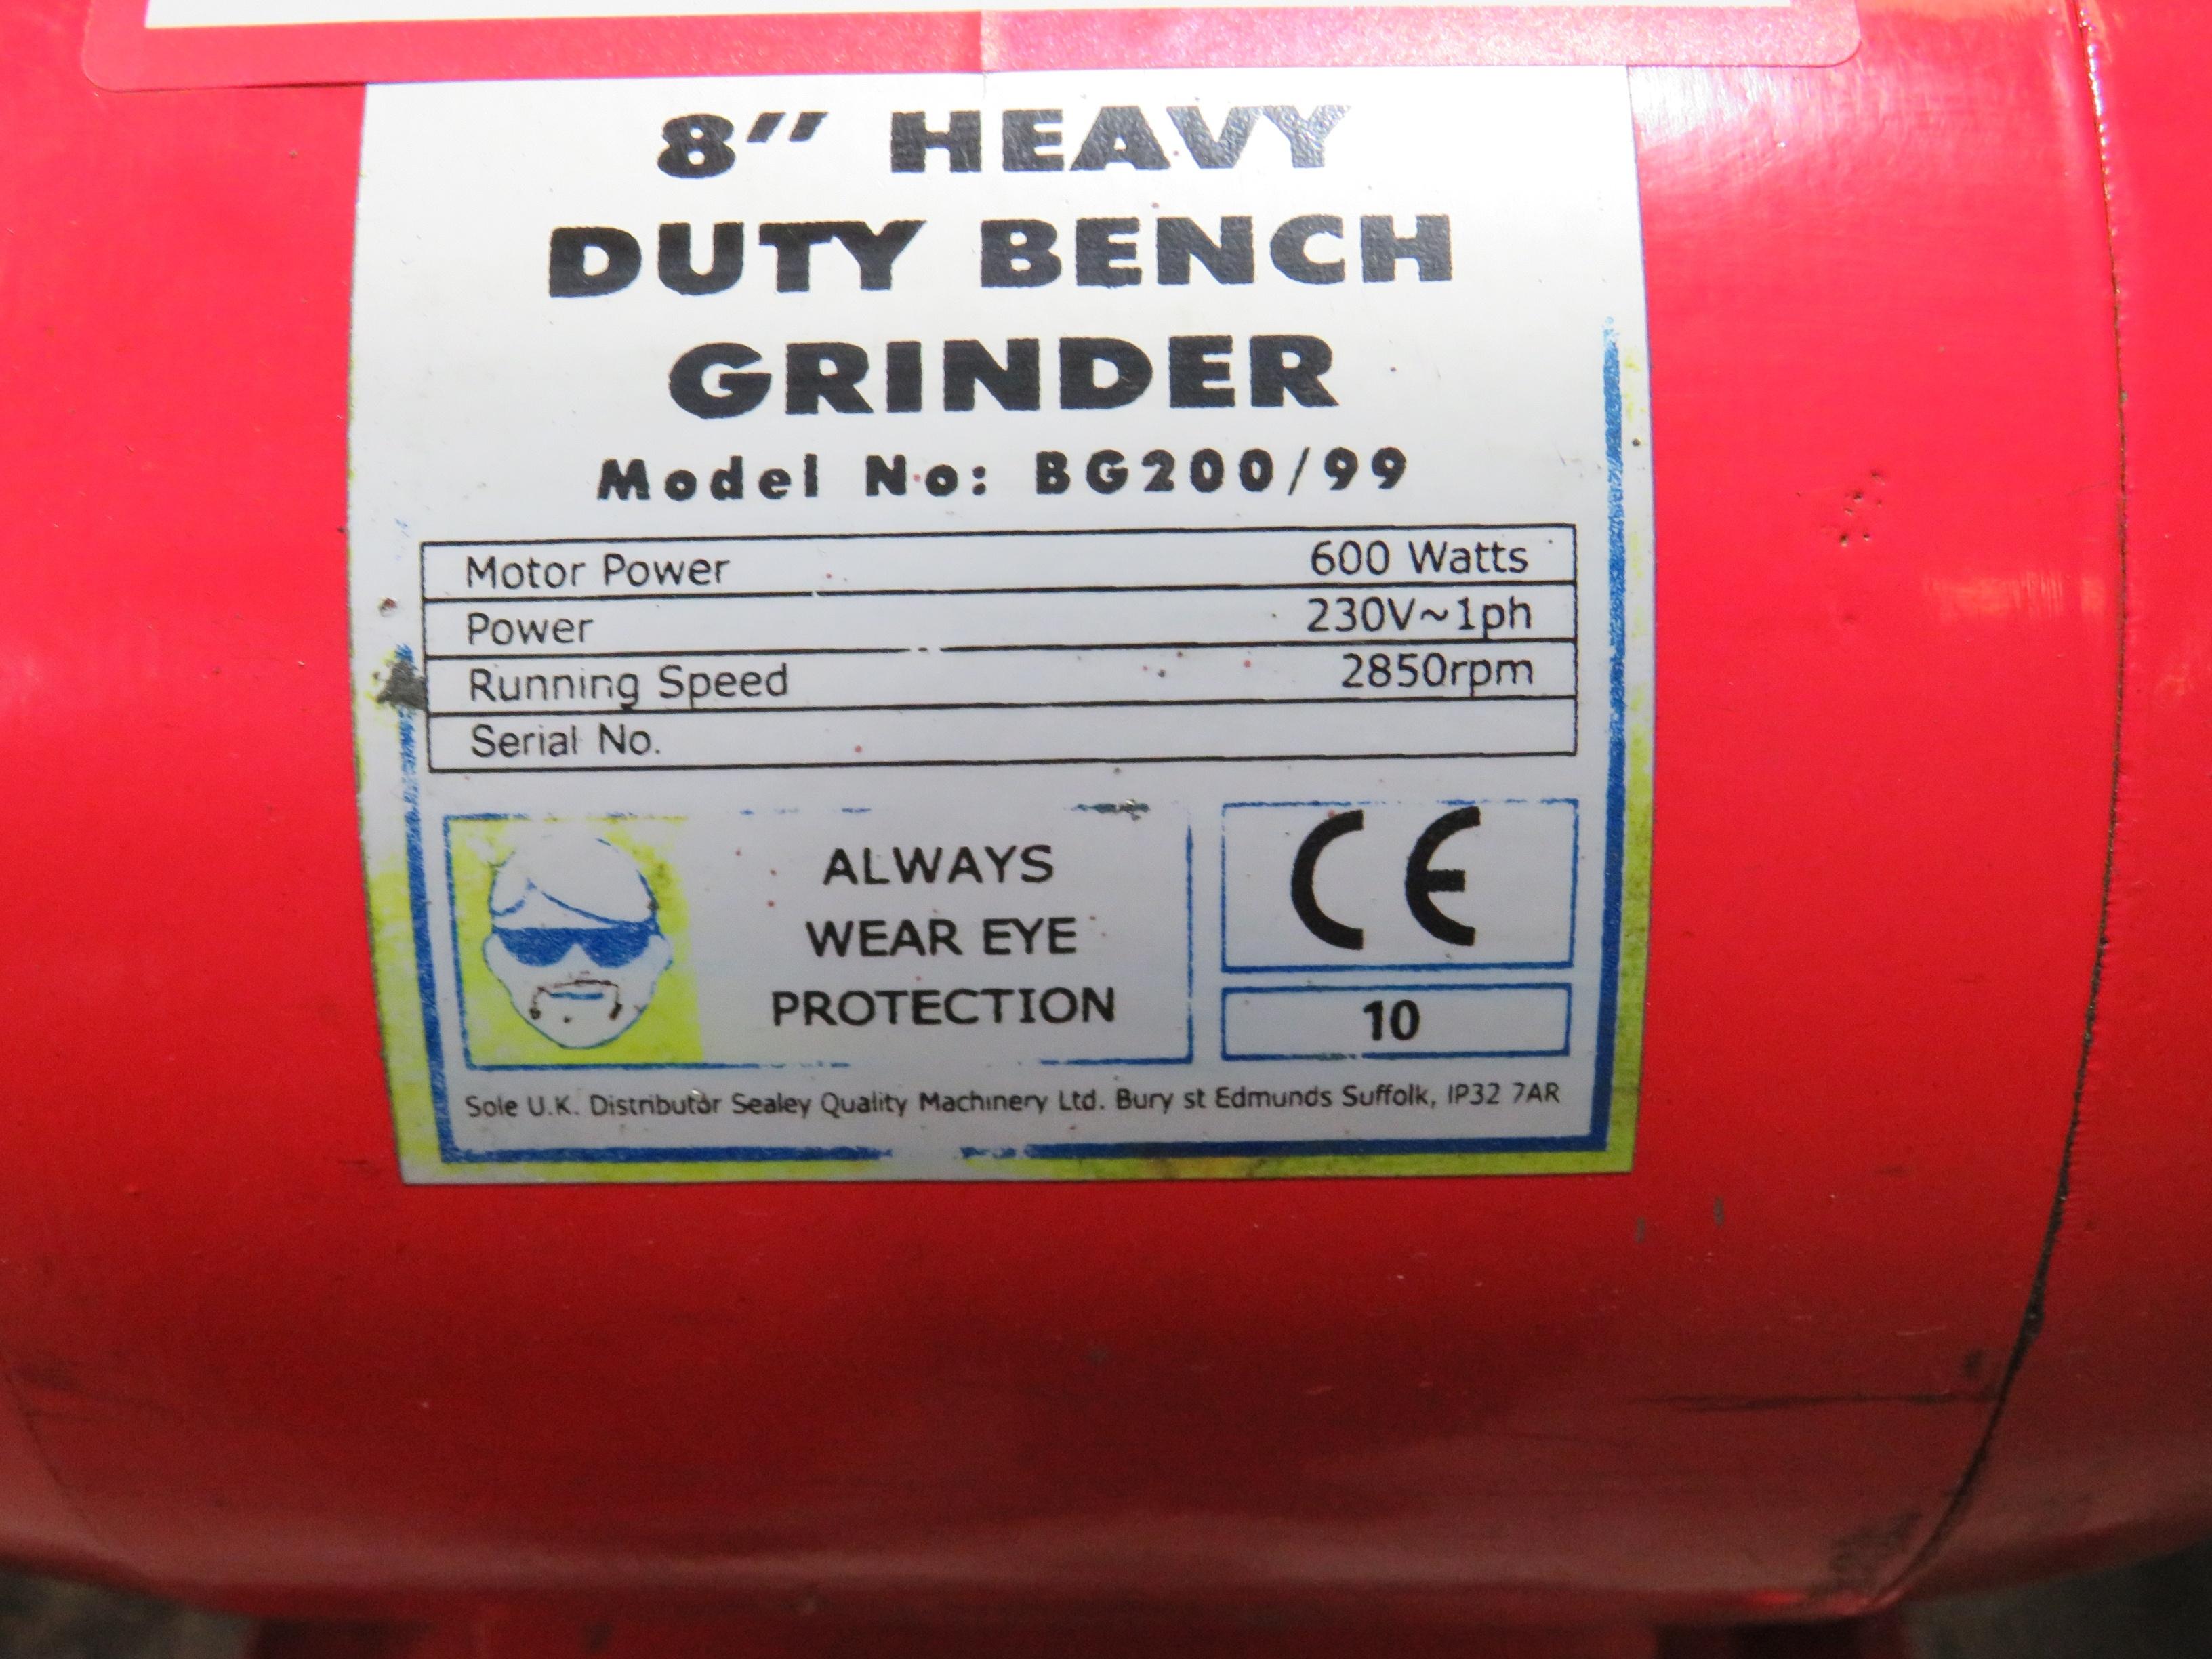 8″ HEAVY
DUTY BENCH
GRINDER
Model No: BG200/99
Motor Power 600 Watts
Power 230V~1ph
Running Speed 2850rpm
Serial No.
ALWAYS
WEAR EYE
PROTECTION
CE
10
Sole U.K. Distributor Sealey Quality Machinery Ltd. Bury st Edmunds Suffolk, IP32 7AR